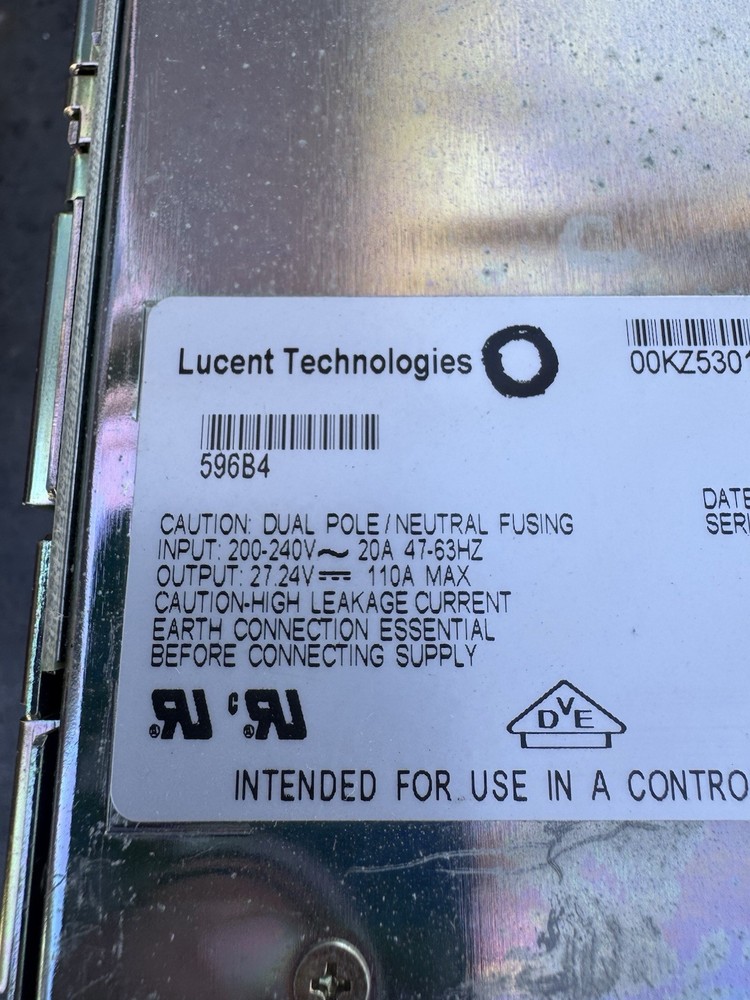 Lucent Technologies
00KZ5301
596B4
DATE
SERI
CAUTION: DUAL POLE/NEUTRAL FUSING
INPUT: 200-240V~ 20A 47-63HZ
OUTPUT: 27.24V⎓ 110A MAX
CAUTION-HIGH LEAKAGE CURRENT
EARTH CONNECTION ESSENTIAL
BEFORE CONNECTING SUPPLY
DVE
INTENDED FOR USE IN A CONTRO